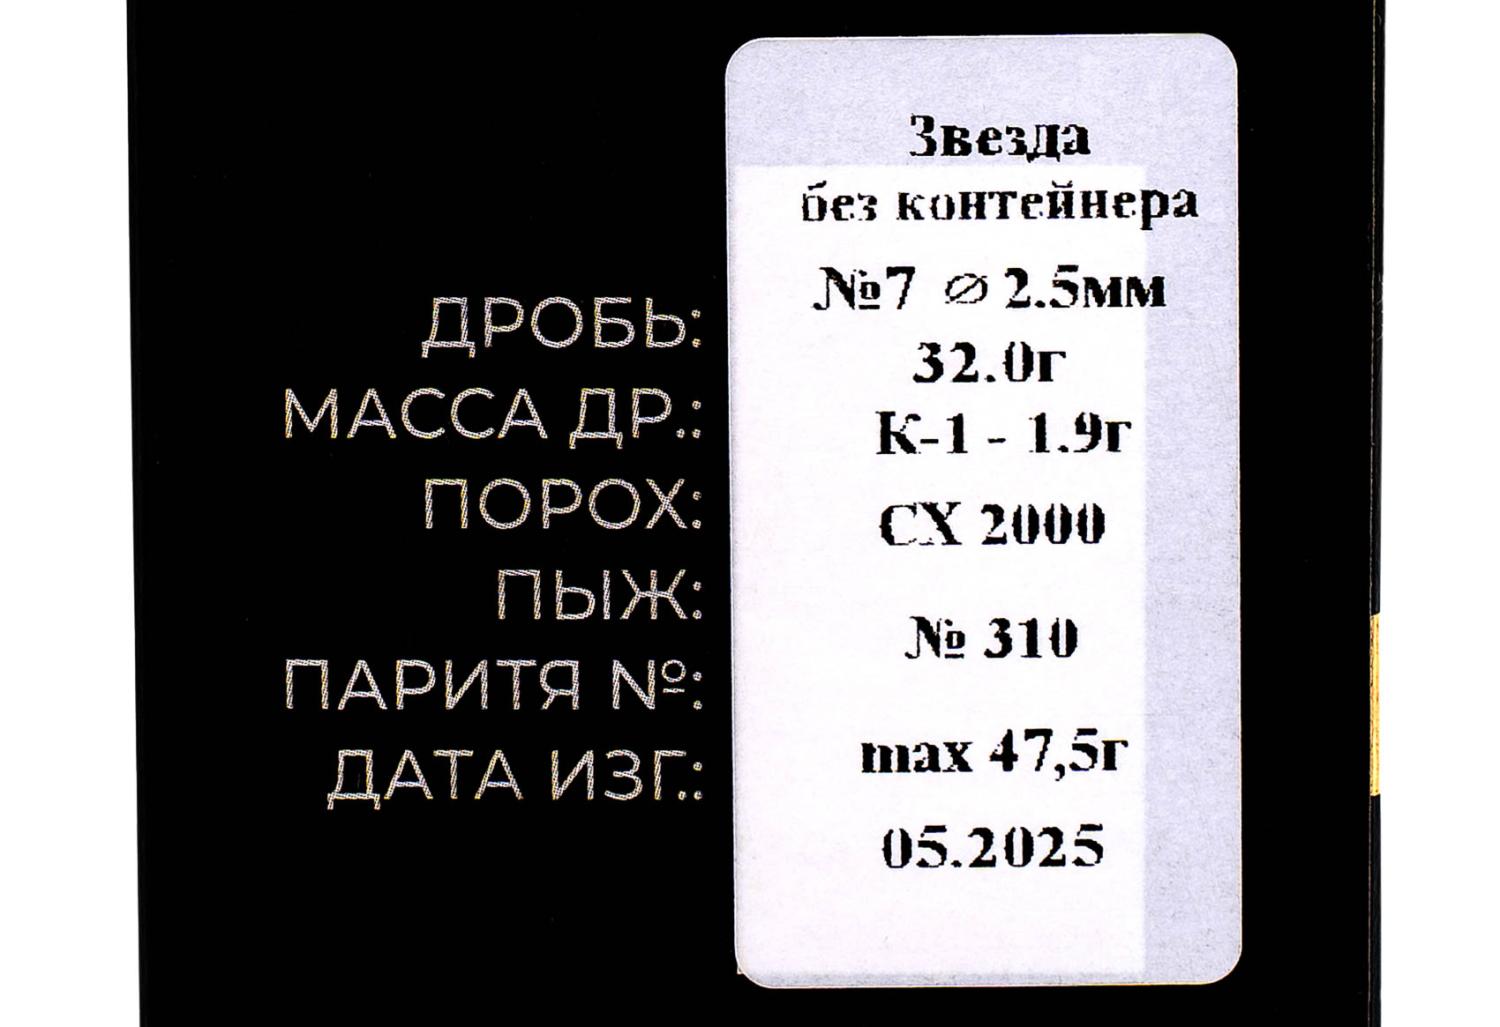 Звезда
без контейнера
№7 ⌀ 2.5мм
ДРОБЬ:
32.0г
МАССА ДР.:
К-1 - 1.9г
ПОРОХ:
СХ 2000
ПЫЖ:
№ 310
ПАРИТЯ №:
max 47,5г
ДАТА ИЗГ.:
05.2025